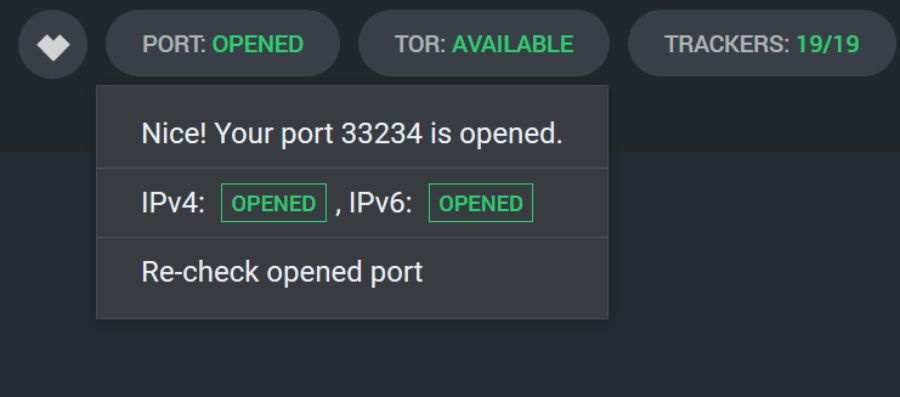 PORT: OPENED TOR: AVAILABLE TRACKERS: 19/19
Nice! Your port 33234 is opened.
IPv4: OPENED , IPv6: OPENED
Re-check opened port